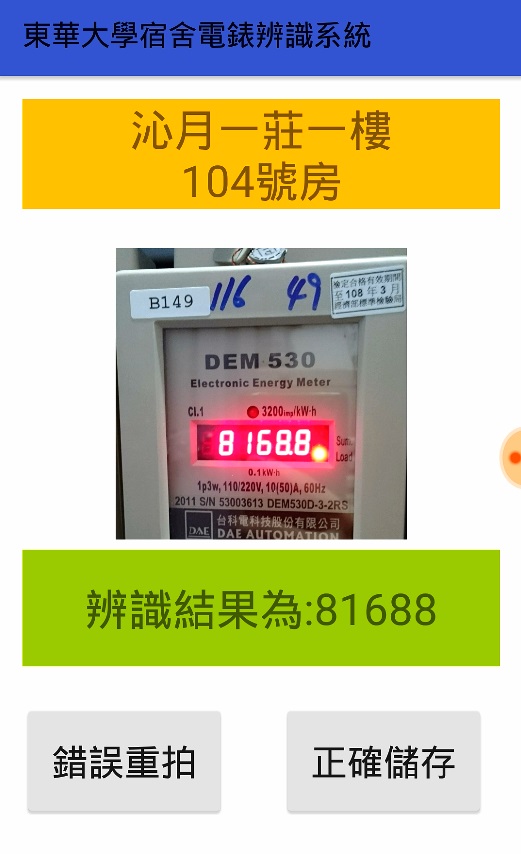 東華大學宿舍電錶辨識系統
沁月一莊一樓
104號房
B149
116 49
檢定合格有效期間
至108年3月
經濟部標準檢驗局
DEM 530
Electronic Energy Meter
CL.1 3200imp/kW·h
8168.8
Sum
Load
0.1kW·h
1p3w, 110/220V, 10(50)A, 60Hz
2011 S/N 53003613 DEM530D-3-2RS
DAE 台科電科技股份有限公司
DAE AUTOMATION
辨識結果為:81688
錯誤重拍
正確儲存